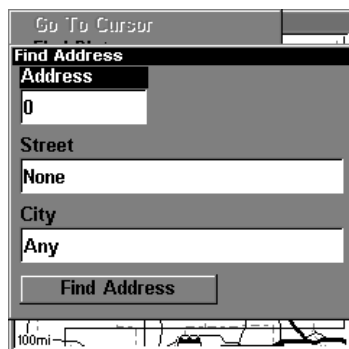 Go To Cursor
Find Address
Address
0
Street
None
City
Any
Find Address
100mi